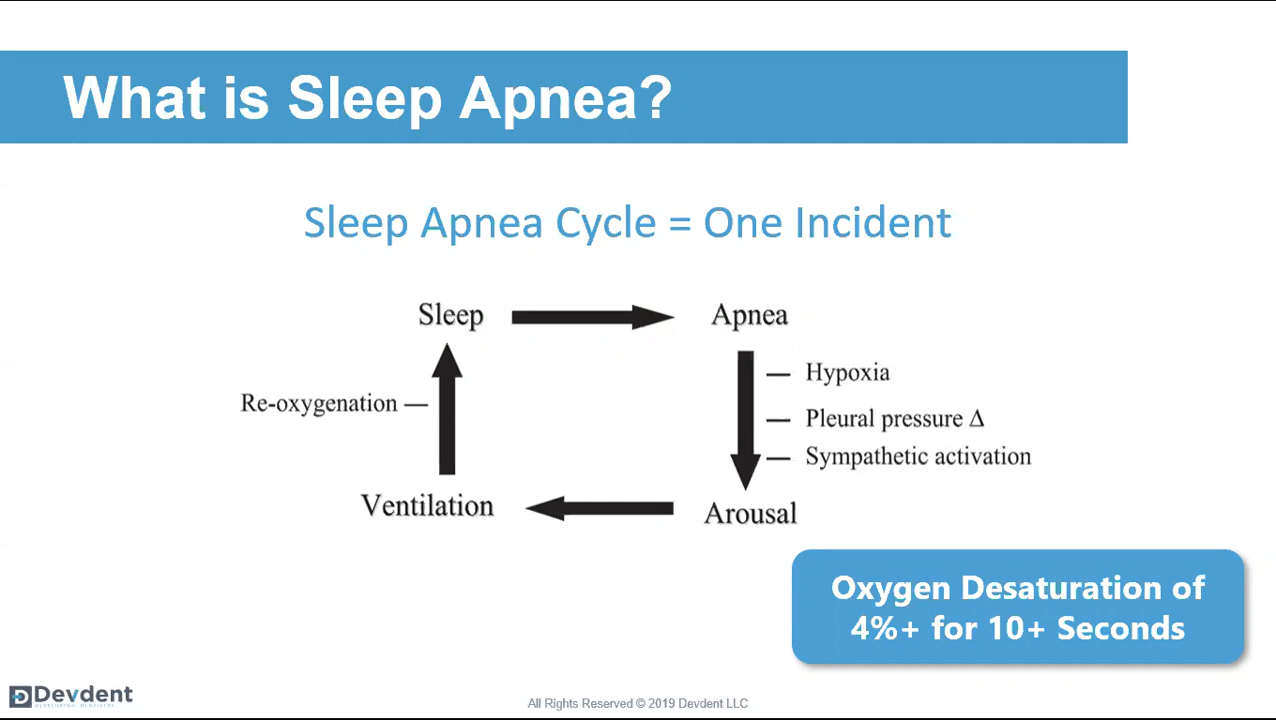 What is Sleep Apnea?
Sleep Apnea Cycle = One Incident
Sleep
Apnea
Hypoxia
Re-oxygenation
Pleural pressure Δ
Sympathetic activation
Ventilation
Arousal
Oxygen Desaturation of
4%+ for 10+ Seconds
Devdent
DEVELOPING DENTISTS
All Rights Reserved © 2019 Devdent LLC